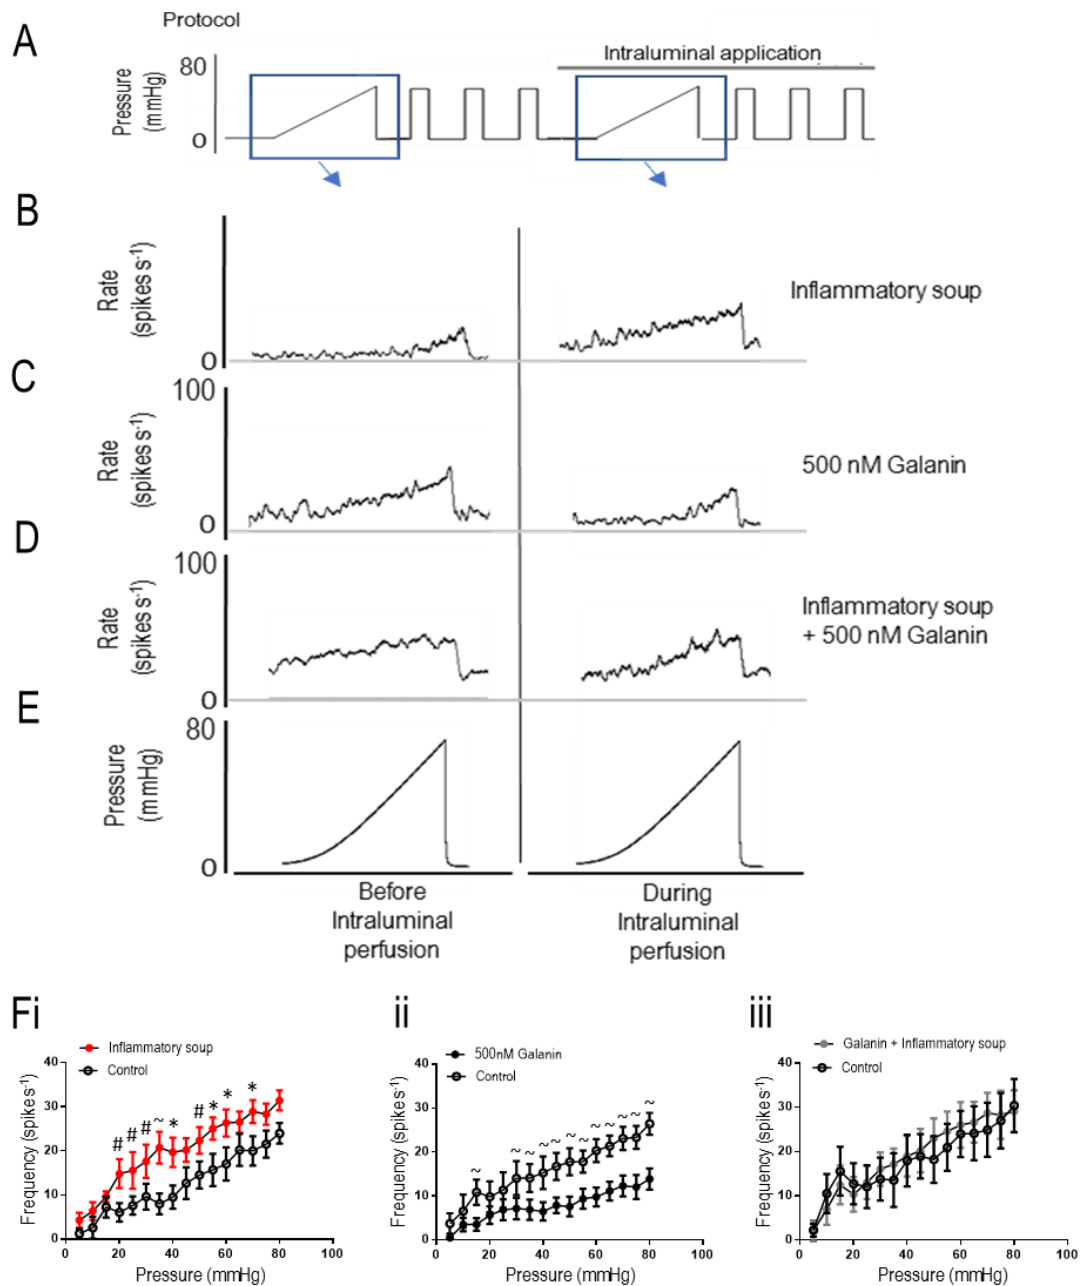 A
Protocol
Intraluminal application
80
Pressure
(mmHg)
0
B
Rate
(spikes s-1)
0
Inflammatory soup
C
100
Rate
(spikes s-1)
0
500 nM Galanin
D
100
Rate
(spikes s-1)
0
Inflammatory soup
+ 500 nM Galanin
E
80
Pressure
(mmHg)
0
Before
Intraluminal
perfusion
During
Intraluminal
perfusion
Fi
Inflammatory soup
Control
40
30
20
10
0
Frequency (spikes-1)
# # # ~ * # * * *
0 20 40 60 80 100
Pressure (mmHg)
ii
500nM Galanin
Control
40
30
20
10
0
Frequency (spikes-1)
~ ~ ~ ~ ~ ~ ~ ~ ~ ~ ~ ~
0 20 40 60 80 100
Pressure (mmHg)
iii
Galanin + Inflammatory soup
Control
40
30
20
10
0
Frequency (spikes-1)
0 20 40 60 80 100
Pressure (mmHg)